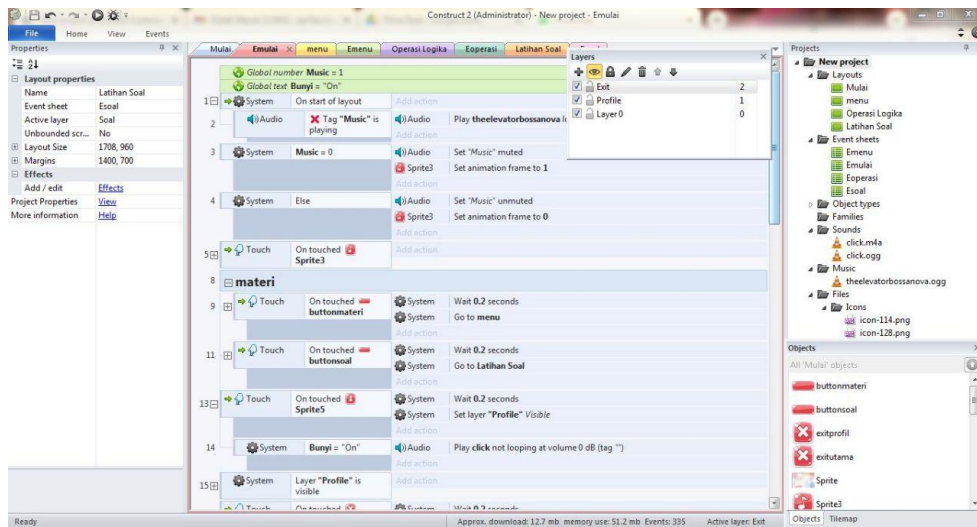 Construct 2 (Administrator) - New project - Emulai
File Home View Events
Properties
Layout properties
Name Latihan Soal
Event sheet Esoal
Active layer Soal
Unbounded scr... No
Layout Size 1708, 960
Margins 1400, 700
Effects
Add / edit Effects
Project Properties View
More information Help
Mulai Emulai menu Emenu Operasi Logika Eoperasi Latihan Soal
Global number Music = 1
Global text Bunyi = "On"
1 System On start of layout Add action
2 Audio Tag "Music" is playing Audio Play theelevatorbossanova
3 System Music = 0 Audio Set "Music" muted
Sprite3 Set animation frame to 1
Add action
4 System Else Audio Set "Music" unmuted
Sprite3 Set animation frame to 0
Add action
5 Touch On touched Sprite3 Add action
8 materi
9 Touch On touched buttonmateri System Wait 0.2 seconds
System Go to menu
Add action
11 Touch On touched buttonsoal System Wait 0.2 seconds
System Go to Latihan Soal
Add action
13 Touch On touched Sprite5 System Wait 0.2 seconds
System Set layer "Profile" Visible
Add action
14 System Bunyi = "On" Audio Play click not looping at volume 0 dB (tag "")
Add action
15 System Layer "Profile" is visible Add action
Touch On touched System Wait 0.2 seconds
Layers
Exit 2
Profile 1
Layer 0 0
Projects
New project
Layouts
Mulai
menu
Operasi Logika
Latihan Soal
Event sheets
Emenu
Emulai
Eoperasi
Esoal
Object types
Families
Sounds
click.m4a
click.ogg
Music
theelevatorbossanova.ogg
Files
Icons
icon-114.png
icon-128.png
Objects
All 'Mulai' objects
buttonmateri
buttonsoal
exitprofil
exitutama
Sprite
Sprite3
Objects Tilemap
Ready Approx. download: 12.7 mb memory use: 51.2 mb Events: 335 Active layer: Exit